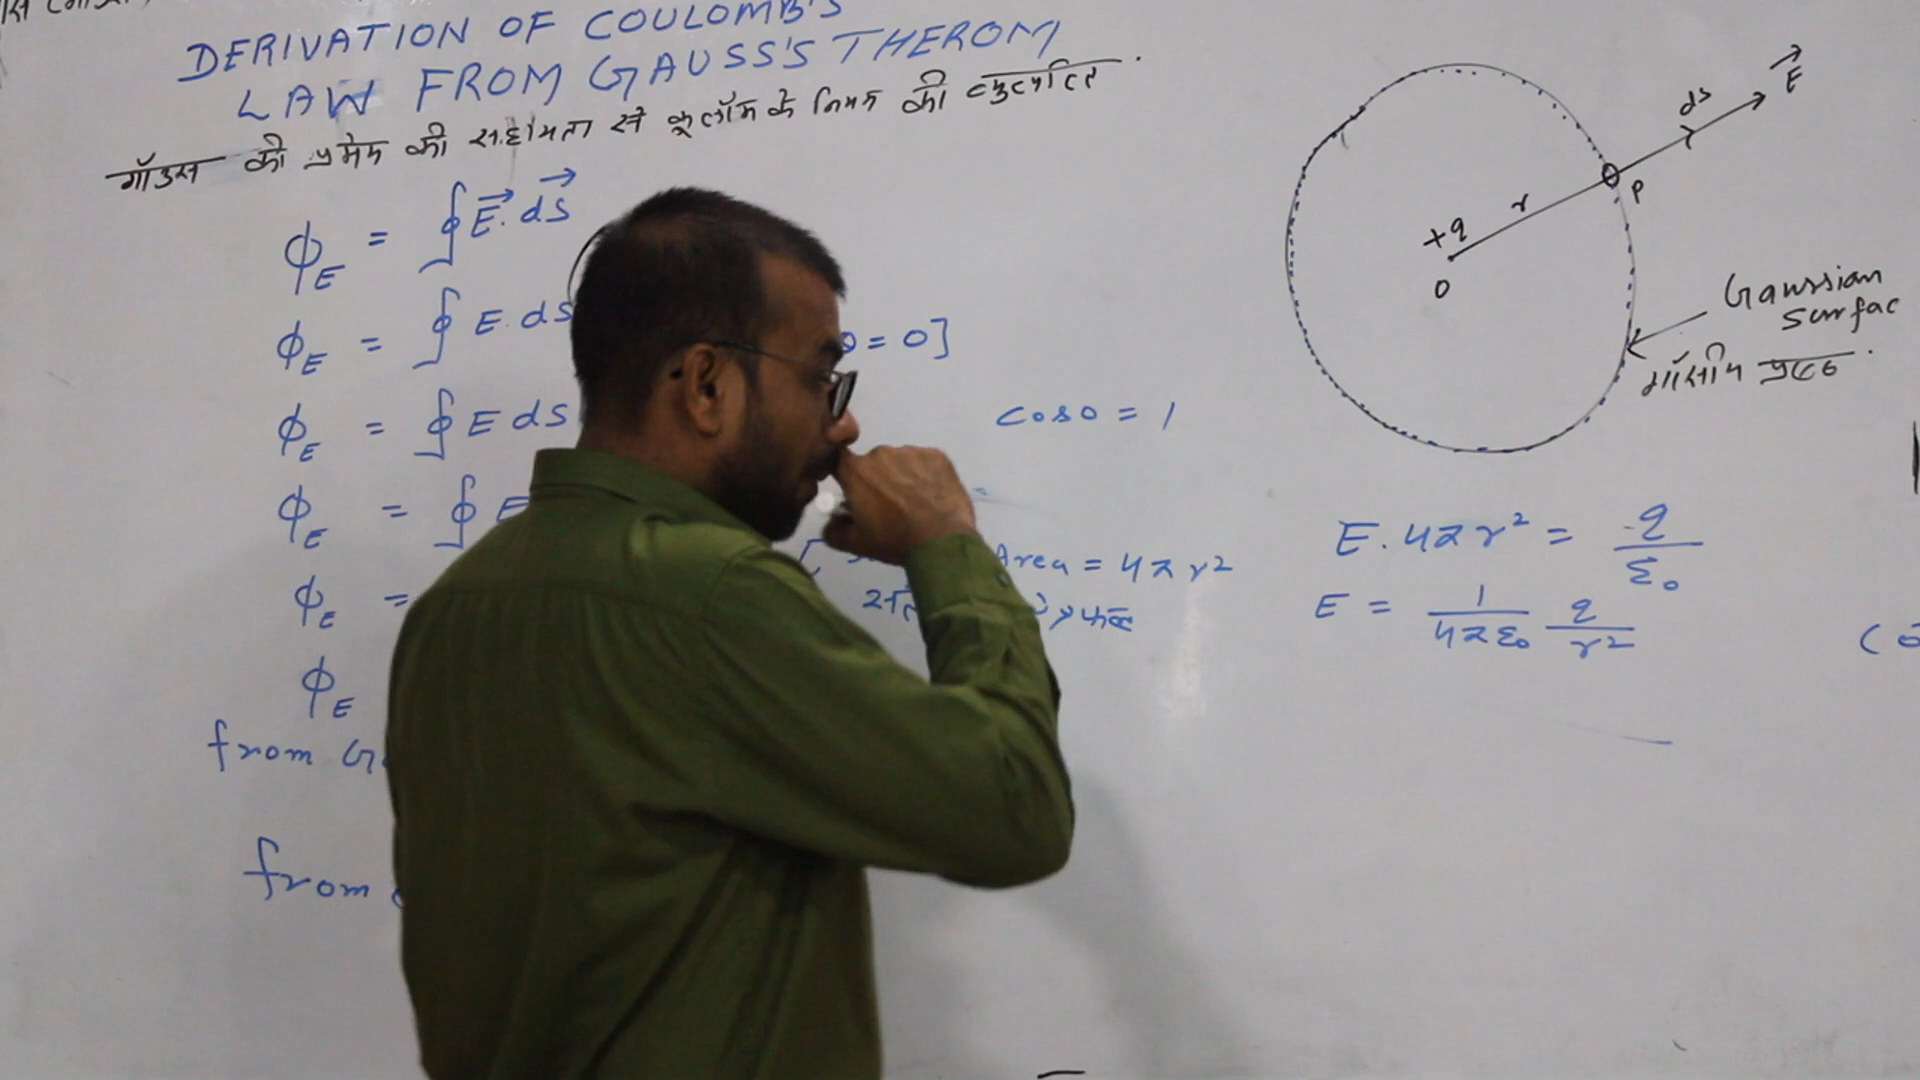 DERIVATION OF COULOMB'S
LAW FROM GAUSS'S THEROM
गॉउस की प्रमेय की सहायता से कूलॉम के नियम की व्युत्पत्ति.
ϕE = ∮ E⃗. ds⃗
ϕE = ∮ E. ds = 0]
ϕE = ∮ E ds
cos0 = 1
ϕE = ∮ E
Area = 4πr²
ϕE =
ϕE
from
from
E⃗
ds
P
r
+q
O
Gaussian
surfac
गॉसीय पृष्ठ.
E. 4πr² = q/ε₀
E = 1/4πε₀ q/r²